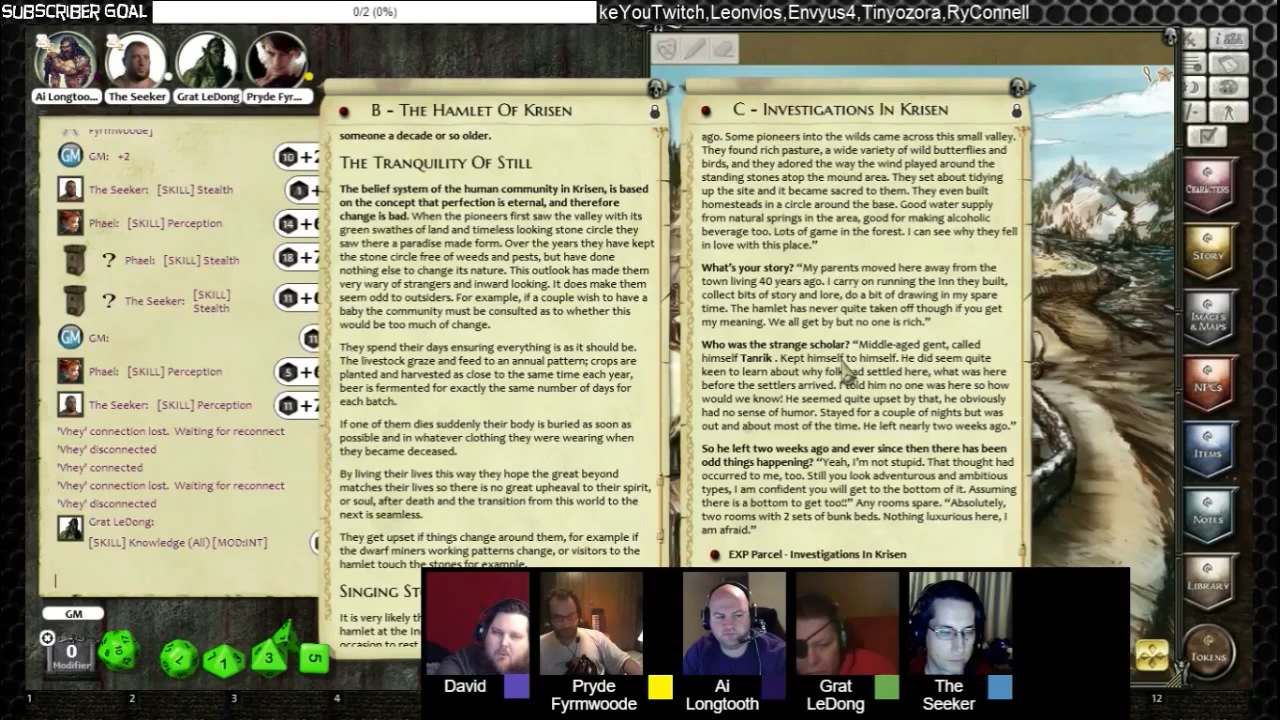 SUBSCRIBER GOAL
0/2 (0%)
keYouTwitch,Leonvios,Envyus4,Tinyozora,RyConnell
Ai Longtoo...
The Seeker
Grat LeDong
Pryde Fyr...
Fyrmwoode]
GM: +2
10 +2
The Seeker: [SKILL] Stealth
1 +
Phael: [SKILL] Perception
14 +6
? Phael: [SKILL] Stealth
18 +7
? The Seeker: [SKILL]
Stealth
11
GM:
11
Phael: [SKILL] Perception
5 +6
The Seeker: [SKILL] Perception
11 +7
'Vhey' connection lost. Waiting for reconnect
'Vhey' disconnected
'Vhey' connected
'Vhey' connection lost. Waiting for reconnect
'Vhey' disconnected
Grat LeDong:
[SKILL] Knowledge (All) [MOD:INT]
GM
0
Modifier
7
1
3
5
B - The Hamlet Of Krisen
someone a decade or so older.
The Tranquility Of Still
The belief system of the human community in Krisen, is based
on the concept that perfection is eternal, and therefore
change is bad. When the pioneers first saw the valley with its
green swathes of land and timeless looking stone circle they
saw there a paradise made form. Over the years they have kept
the stone circle free of weeds and pests, but have done
nothing else to change its nature. This outlook has made them
very wary of strangers and inward looking. It does make them
seem odd to outsiders. For example, if a couple wish to have a
baby the community must be consulted as to whether this
would be too much of change.
They spend their days ensuring everything is as it should be.
The livestock graze and feed to an annual pattern; crops are
planted and harvested as close to the same time each year,
beer is fermented for exactly the same number of days for
each batch.
If one of them dies suddenly their body is buried as soon as
possible and in whatever clothing they were wearing when
they became deceased.
By living their lives this way they hope the great beyond
matches their lives so there is no great upheaval to their spirit,
or soul, after death and the transition from this world to the
next is seamless.
They get upset if things change around them, for example if
the dwarf miners working patterns change, or visitors to the
hamlet touch the stones for example.
Singing St
It is very likely th
hamlet at the In
occasion to rest
C - Investigations In Krisen
ago. Some pioneers into the wilds came across this small valley.
They found rich pasture, a wide variety of wild butterflies and
birds, and they adored the way the wind played around the
standing stones atop the mound area. They set about tidying
up the site and it became sacred to them. They even built
homesteads in a circle around the base. Good water supply
from natural springs in the area, good for making alcoholic
beverage too. Lots of game in the forest. I can see why they fell
in love with this place."
What's your story? "My parents moved here away from the
town living 40 years ago. I carry on running the Inn they built,
collect bits of story and lore, do a bit of drawing in my spare
time. The hamlet has never quite taken off though if you get
my meaning. We all get by but no one is rich."
Who was the strange scholar? "Middle-aged gent, called
himself Tanrik . Kept himself to himself. He did seem quite
keen to learn about why folk had settled here, what was here
before the settlers arrived. I told him no one was here so how
would we know! He seemed quite upset by that, he obviously
had no sense of humor. Stayed for a couple of nights but was
out and about most of the time. He left nearly two weeks ago."
So he left two weeks ago and ever since then there has been
odd things happening? "Yeah, I'm not stupid. That thought had
occurred to me, too. Still you look adventurous and ambitious
types, I am confident you will get to the bottom of it. Assuming
there is a bottom to get too!!" Any rooms spare. "Absolutely,
two rooms with 2 sets of bunk beds. Nothing luxurious here, I
am afraid."
EXP Parcel - Investigations In Krisen
Characters
Story
Images
& Maps
NPCs
Items
Notes
Library
Tokens
David
Pryde
Fyrmwoode
Ai
Longtooth
Grat
LeDong
The
Seeker
1 2 3 4 12